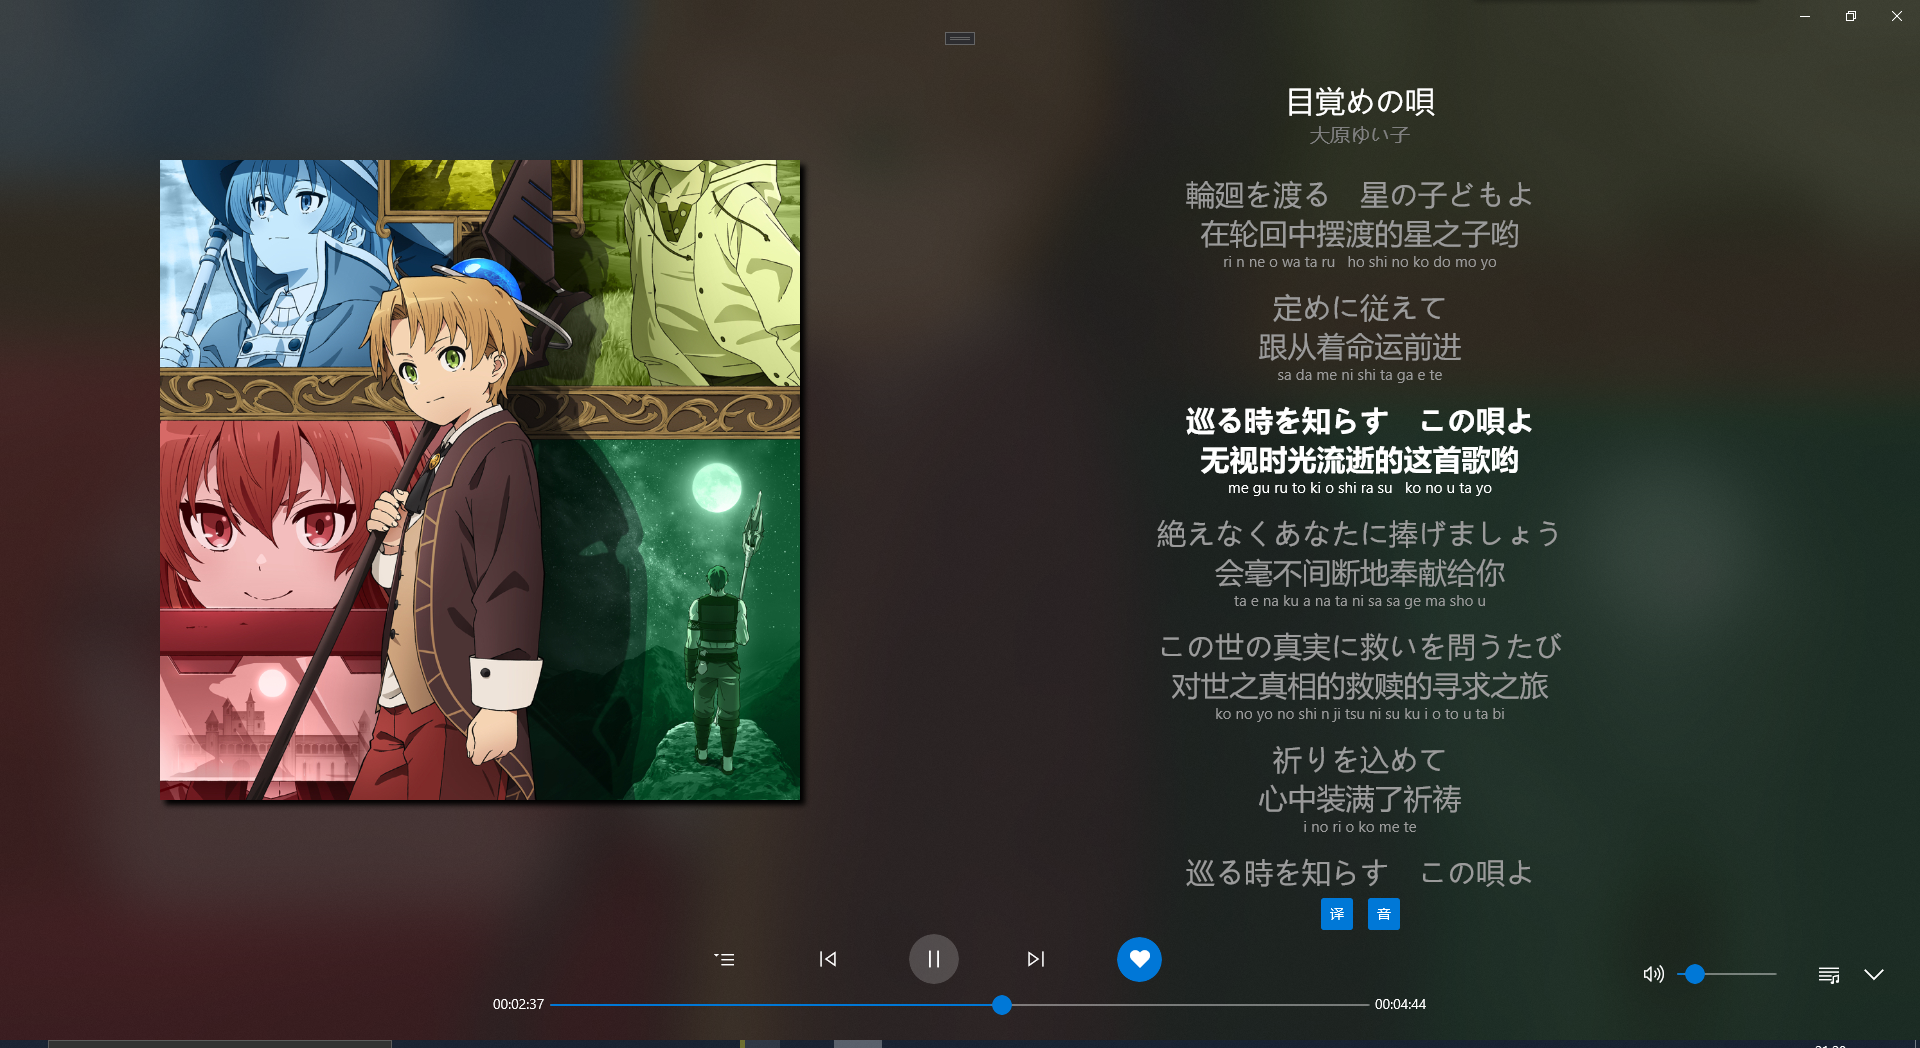 目覚めの唄
大原ゆい子
輪廻を渡る　星の子どもよ
在轮回中摆渡的星之子哟
ri n ne o wa ta ru   ho shi no ko do mo yo
定めに従えて
跟从着命运前进
sa da me ni shi ta ga e te
巡る時を知らす　この唄よ
无视时光流逝的这首歌哟
me gu ru to ki o shi ra su   ko no u ta yo
絶えなくあなたに捧げましょう
会毫不间断地奉献给你
ta e na ku a na ta ni sa sa ge ma sho u
この世の真実に救いを問うたび
对世之真相的救赎的寻求之旅
ko no yo no shi n ji tsu ni su ku i o to u ta bi
祈りを込めて
心中装满了祈祷
i no ri o ko me te
巡る時を知らす　この唄よ
译 音
00:02:37
00:04:44